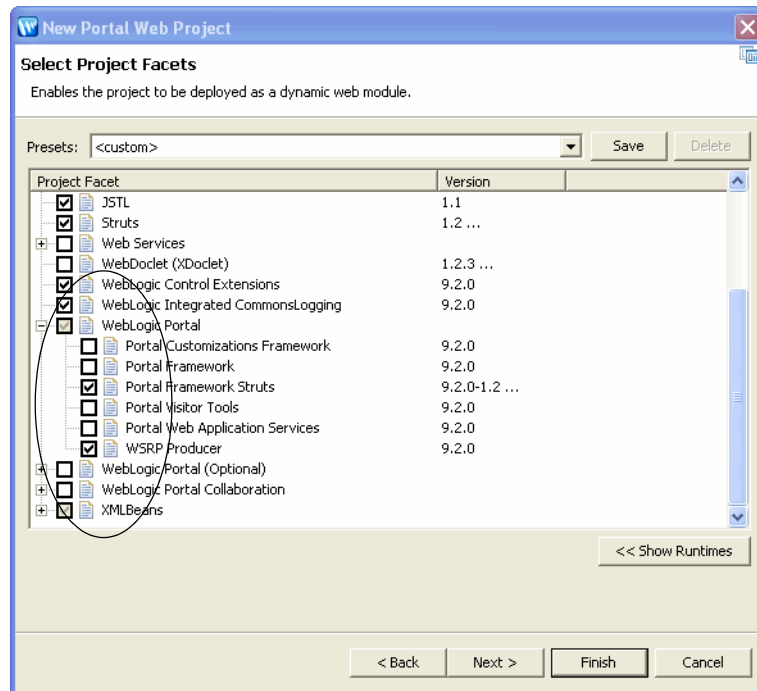 New Portal Web Project
Select Project Facets
Enables the project to be deployed as a dynamic web module.
Presets: <custom> Save Delete
Project Facet Version
JSTL 1.1
Struts 1.2 ...
Web Services
WebDoclet (XDoclet) 1.2.3 ...
WebLogic Control Extensions 9.2.0
WebLogic Integrated CommonsLogging 9.2.0
WebLogic Portal
Portal Customizations Framework 9.2.0
Portal Framework 9.2.0
Portal Framework Struts 9.2.0-1.2 ...
Portal Visitor Tools 9.2.0
Portal Web Application Services 9.2.0
WSRP Producer 9.2.0
WebLogic Portal (Optional)
WebLogic Portal Collaboration
XMLBeans
<< Show Runtimes
< Back Next > Finish Cancel